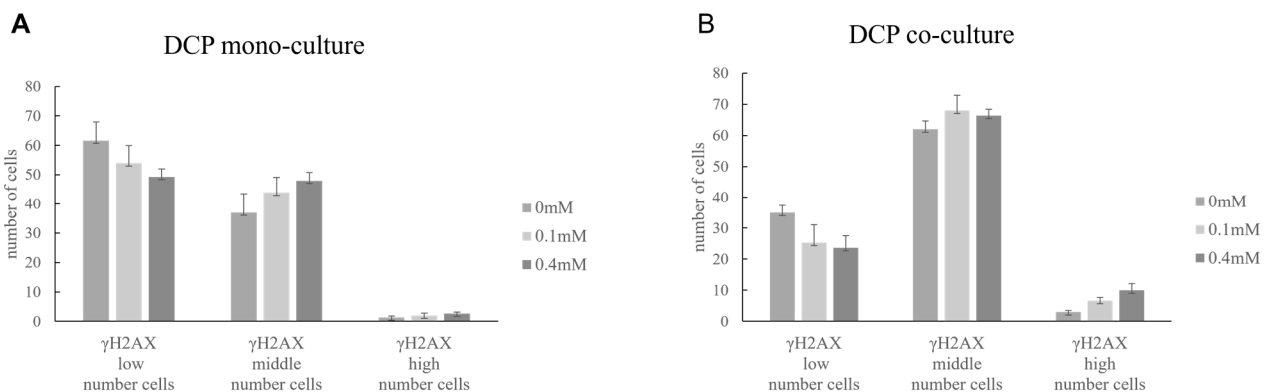 A
DCP mono-culture
number of cells
80
70
60
50
40
30
20
10
0
γH2AX
low
number cells
γH2AX
middle
number cells
γH2AX
high
number cells
0mM
0.1mM
0.4mM
B
DCP co-culture
number of cells
80
70
60
50
40
30
20
10
0
γH2AX
low
number cells
γH2AX
middle
number cells
γH2AX
high
number cells
0mM
0.1mM
0.4mM